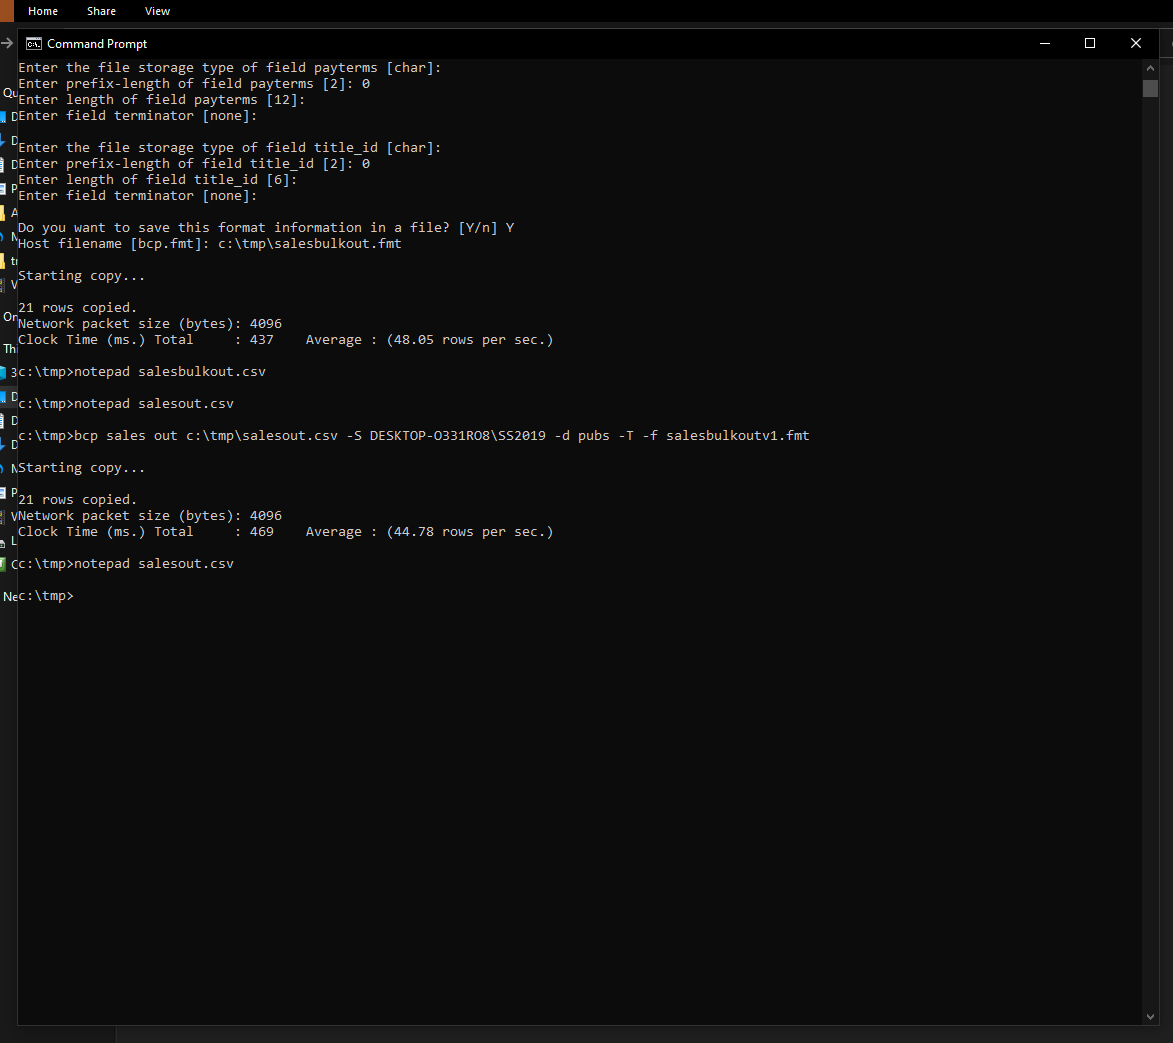 Home Share View
Command Prompt
Enter the file storage type of field payterms [char]:
Enter prefix-length of field payterms [2]: 0
Enter length of field payterms [12]:
Enter field terminator [none]:
Enter the file storage type of field title_id [char]:
Enter prefix-length of field title_id [2]: 0
Enter length of field title_id [6]:
Enter field terminator [none]:
Do you want to save this format information in a file? [Y/n] Y
Host filename [bcp.fmt]: c:\tmp\salesbulkout.fmt
Starting copy...
21 rows copied.
Network packet size (bytes): 4096
Clock Time (ms.) Total     : 437    Average : (48.05 rows per sec.)
c:\tmp>notepad salesbulkout.csv
c:\tmp>notepad salesout.csv
c:\tmp>bcp sales out c:\tmp\salesout.csv -S DESKTOP-O331RO8\SS2019 -d pubs -T -f salesbulkoutv1.fmt
Starting copy...
21 rows copied.
Network packet size (bytes): 4096
Clock Time (ms.) Total     : 469    Average : (44.78 rows per sec.)
c:\tmp>notepad salesout.csv
c:\tmp>